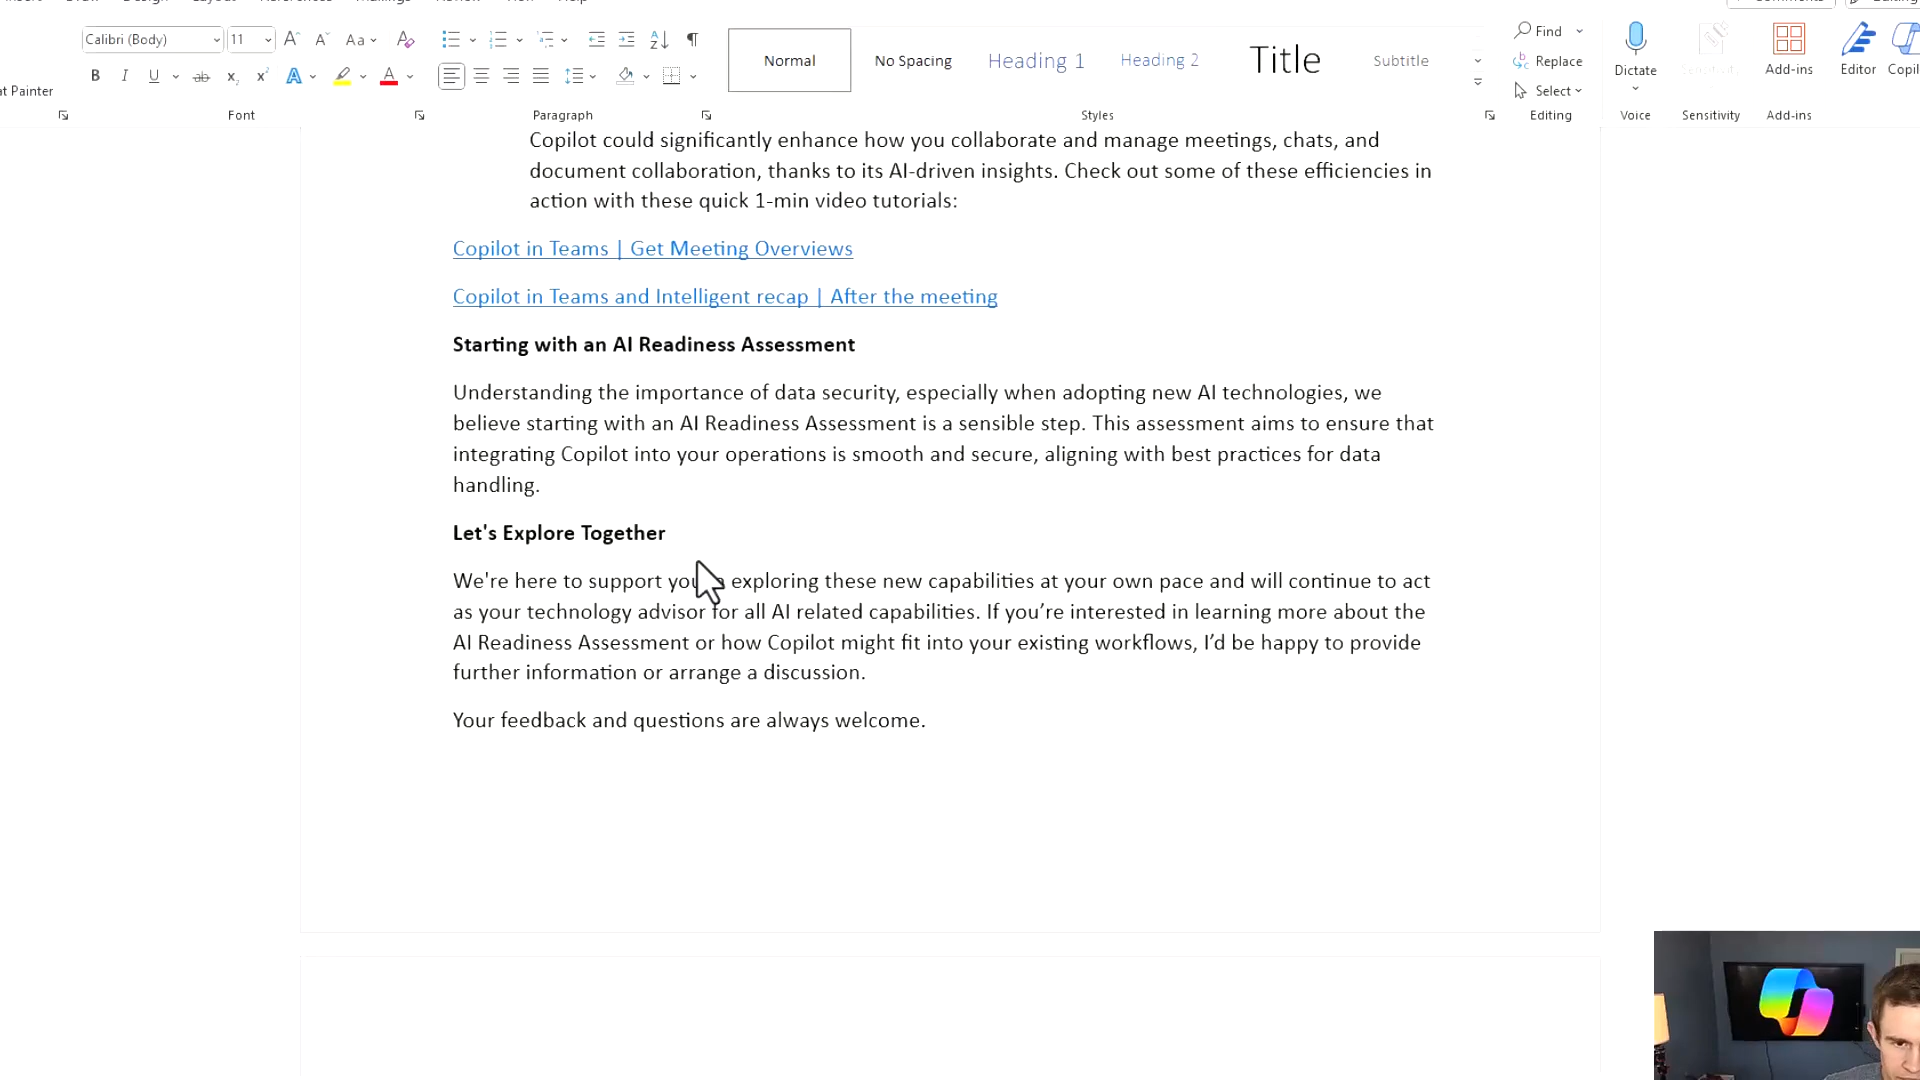 Calibri (Body)
11
Aa
Find
Replace
Select
Normal
No Spacing
Heading 1
Heading 2
Title
Subtitle
Dictate
Add-ins
Editor
B I U ab
Painter
Font
Paragraph
Styles
Editing
Voice
Sensitivity
Add-ins
Copilot could significantly enhance how you collaborate and manage meetings, chats, and
document collaboration, thanks to its AI-driven insights. Check out some of these efficiencies in
action with these quick 1-min video tutorials:
Copilot in Teams | Get Meeting Overviews
Copilot in Teams and Intelligent recap | After the meeting
Starting with an AI Readiness Assessment
Understanding the importance of data security, especially when adopting new AI technologies, we
believe starting with an AI Readiness Assessment is a sensible step. This assessment aims to ensure that
integrating Copilot into your operations is smooth and secure, aligning with best practices for data
handling.
Let's Explore Together
We're here to support you exploring these new capabilities at your own pace and will continue to act
as your technology advisor for all AI related capabilities. If you’re interested in learning more about the
AI Readiness Assessment or how Copilot might fit into your existing workflows, I’d be happy to provide
further information or arrange a discussion.
Your feedback and questions are always welcome.